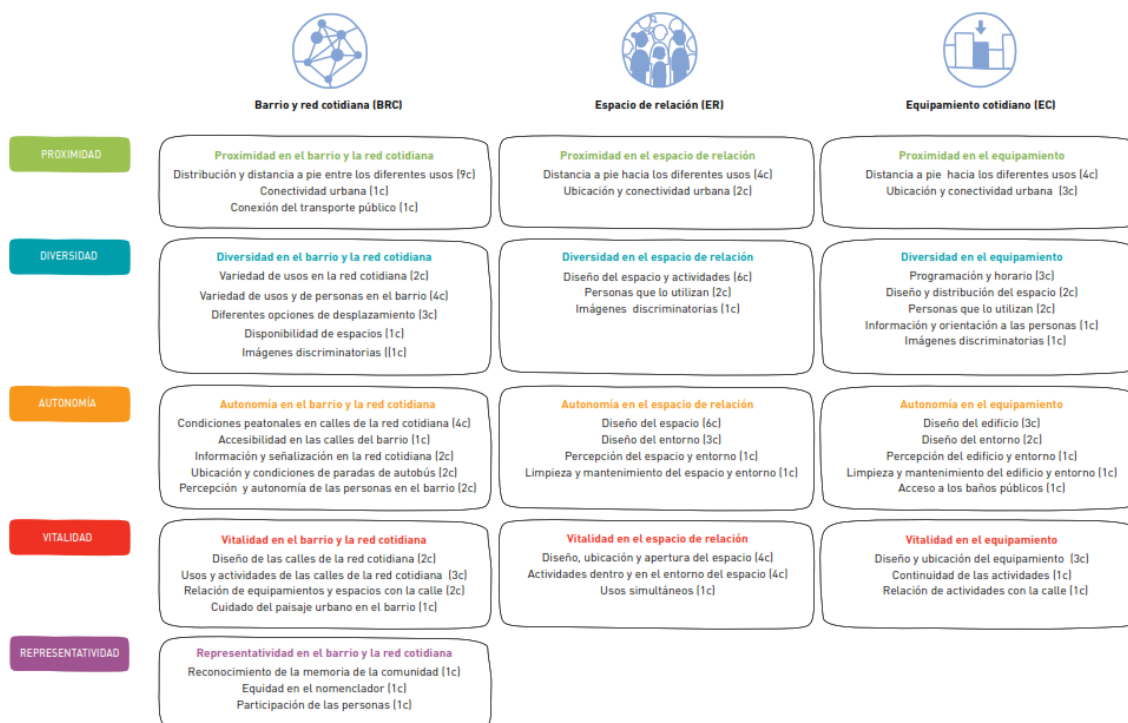 Barrio y red cotidiana (BRC)
Espacio de relación (ER)
Equipamiento cotidiano (EC)
PROXIMIDAD
Proximidad en el barrio y la red cotidiana
Distribución y distancia a pie entre los diferentes usos (9c)
Conectividad urbana (1c)
Conexión del transporte público (1c)
Proximidad en el espacio de relación
Distancia a pie hacia los diferentes usos (4c)
Ubicación y conectividad urbana (2c)
Proximidad en el equipamiento
Distancia a pie hacia los diferentes usos (4c)
Ubicación y conectividad urbana (3c)
DIVERSIDAD
Diversidad en el barrio y la red cotidiana
Variedad de usos en la red cotidiana (2c)
Variedad de usos y de personas en el barrio (4c)
Diferentes opciones de desplazamiento (3c)
Disponibilidad de espacios (1c)
Imágenes discriminatorias ((1c)
Diversidad en el espacio de relación
Diseño del espacio y actividades (6c)
Personas que lo utilizan (2c)
Imágenes discriminatorias (1c)
Diversidad en el equipamiento
Programación y horario (3c)
Diseño y distribución del espacio (2c)
Personas que lo utilizan (2c)
Información y orientación a las personas (1c)
Imágenes discriminatorias (1c)
AUTONOMÍA
Autonomía en el barrio y la red cotidiana
Condiciones peatonales en calles de la red cotidiana (4c)
Accesibilidad en las calles del barrio (1c)
Información y señalización en la red cotidiana (2c)
Ubicación y condiciones de paradas de autobús (2c)
Percepción y autonomía de las personas en el barrio (2c)
Autonomía en el espacio de relación
Diseño del espacio (6c)
Diseño del entorno (3c)
Percepción del espacio y entorno (1c)
Limpieza y mantenimiento del espacio y entorno (1c)
Autonomía en el equipamiento
Diseño del edificio (3c)
Diseño del entorno (2c)
Percepción del edificio y entorno (1c)
Limpieza y mantenimiento del edificio y entorno (1c)
Acceso a los baños públicos (1c)
VITALIDAD
Vitalidad en el barrio y la red cotidiana
Diseño de las calles de la red cotidiana (2c)
Usos y actividades de las calles de la red cotidiana (3c)
Relación de equipamientos y espacios con la calle (2c)
Cuidado del paisaje urbano en el barrio (1c)
Vitalidad en el espacio de relación
Diseño, ubicación y apertura del espacio (4c)
Actividades dentro y en el entorno del espacio (4c)
Usos simultáneos (1c)
Vitalidad en el equipamiento
Diseño y ubicación del equipamiento (3c)
Continuidad de las actividades (1c)
Relación de actividades con la calle (1c)
REPRESENTATIVIDAD
Representatividad en el barrio y la red cotidiana
Reconocimiento de la memoria de la comunidad (1c)
Equidad en el nomenclador (1c)
Participación de las personas (1c)